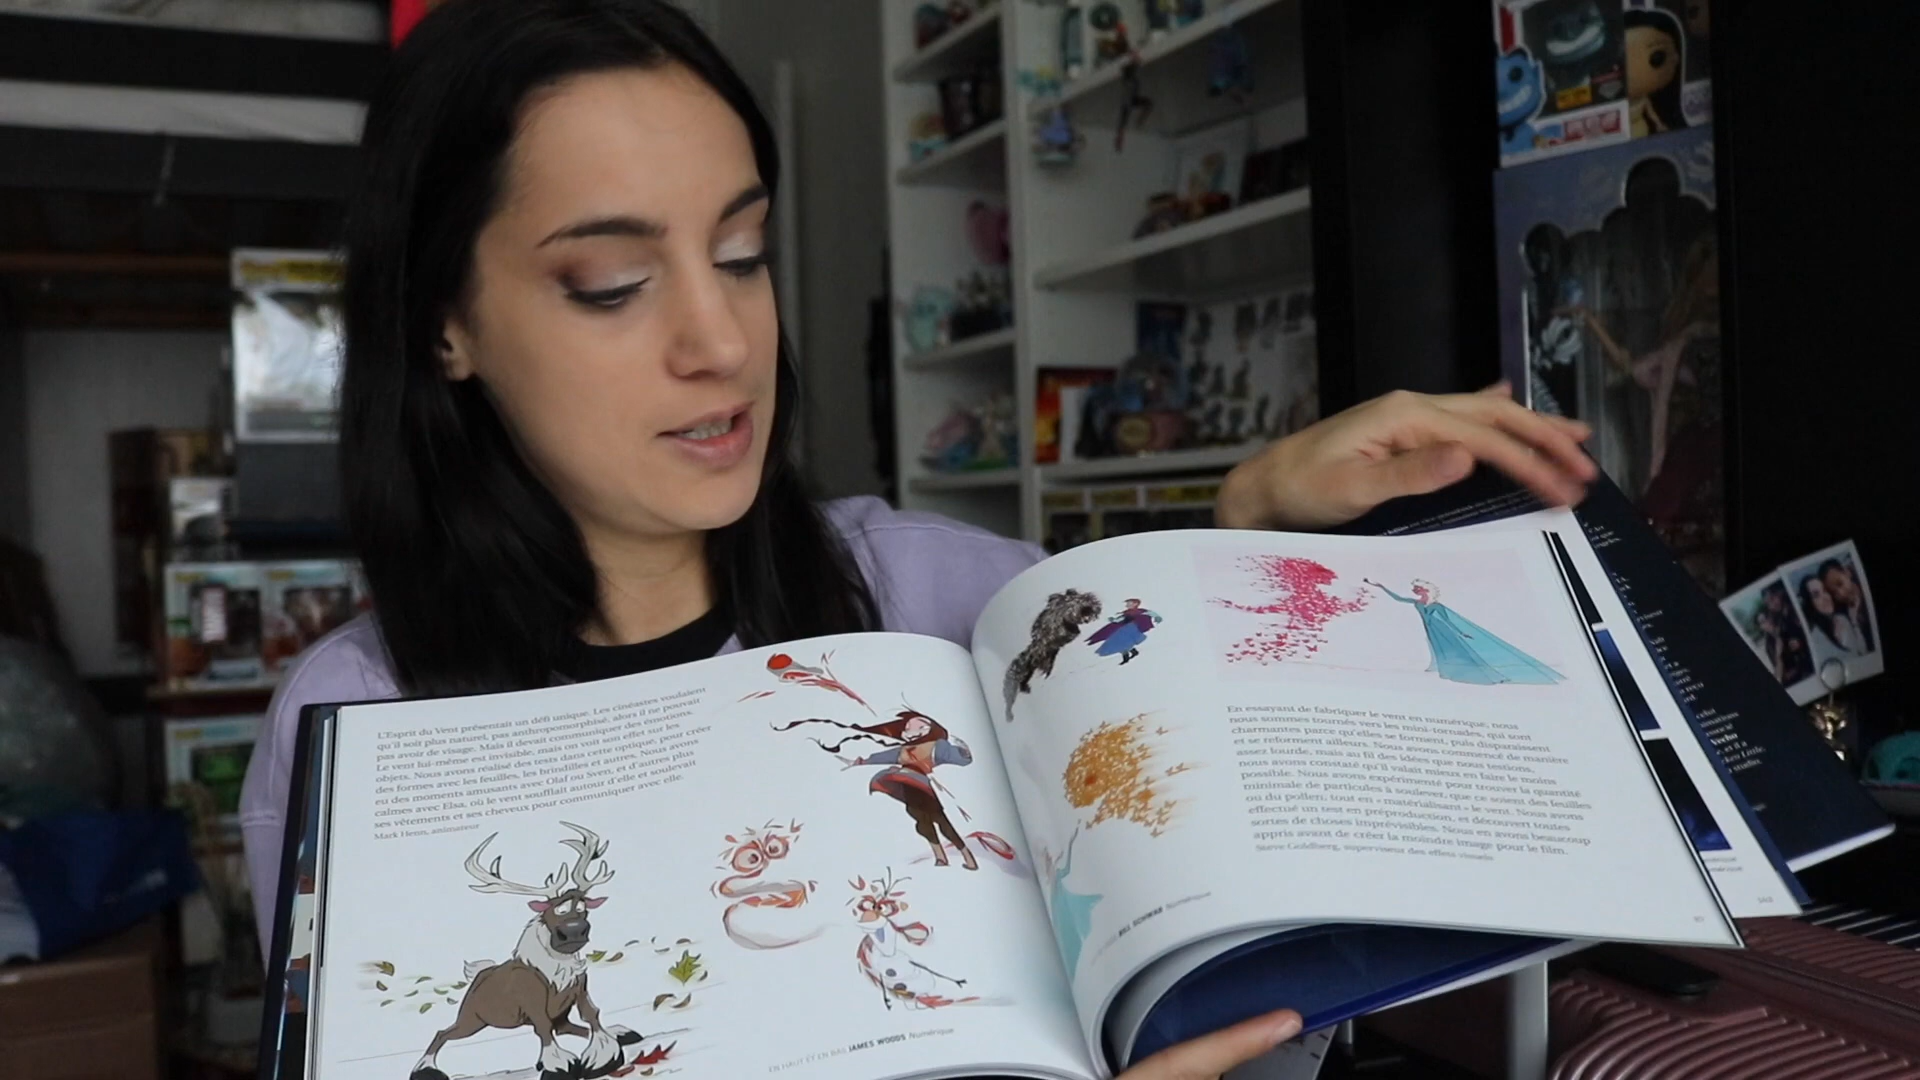 L'Esprit du Vent présentait un défi unique. Les cinéastes voulaient
qu'il soit plus naturel, pas anthropomorphisé, alors il ne pouvait
pas avoir de visage. Mais il devait communiquer des émotions.
Le vent lui-même est invisible, mais on voit son effet sur les
objets. Nous avons réalisé des tests dans cette optique, pour créer
des formes avec les feuilles, les brindilles et autres. Nous avons
eu des moments amusants avec Olaf ou Sven, et d'autres plus
calmes avec Elsa, où le vent soufflait autour d'elle et soulevait
ses vêtements et ses cheveux pour communiquer avec elle.
Mark Henn, animateur
EN HAUT ET EN BAS JAMES WOODS Numérique
En essayant de fabriquer le vent en numérique, nous
nous sommes tournés vers les mini-tornades, qui sont
charmantes parce qu'elles se forment, puis disparaissent
et se reforment ailleurs. Nous avons commencé de manière
assez lourde, mais au fil des idées que nous testions,
nous avons constaté qu'il valait mieux en faire le moins
possible. Nous avons expérimenté pour trouver la quantité
minimale de particules à soulever, que ce soient des feuilles
ou du pollen, tout en « matérialisant » le vent. Nous avons
effectué un test en préproduction, et découvert toutes
sortes de choses imprévisibles. Nous en avons beaucoup
appris avant de créer la moindre image pour le film.
Steve Goldberg, superviseur des effets visuels
BILL SCHWAB Numérique
97